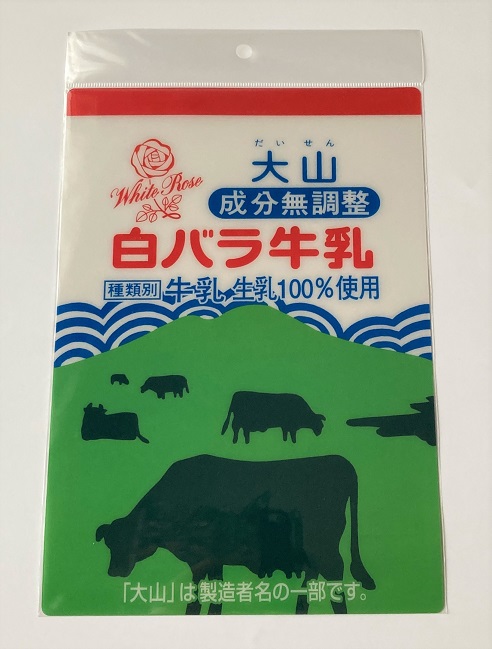 だいせん
大山
白
White Rose
成分無調整
白バラ牛乳
種類別 牛乳 生乳100%使用
「大山」は製造者名の一部です。